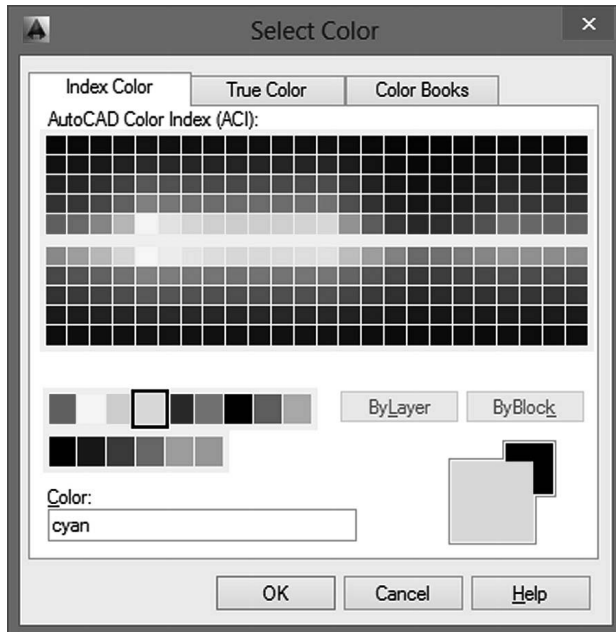 Select Color
Index Color True Color Color Books
AutoCAD Color Index (ACI):
ByLayer ByBlock
Color:
cyan
OK Cancel Help